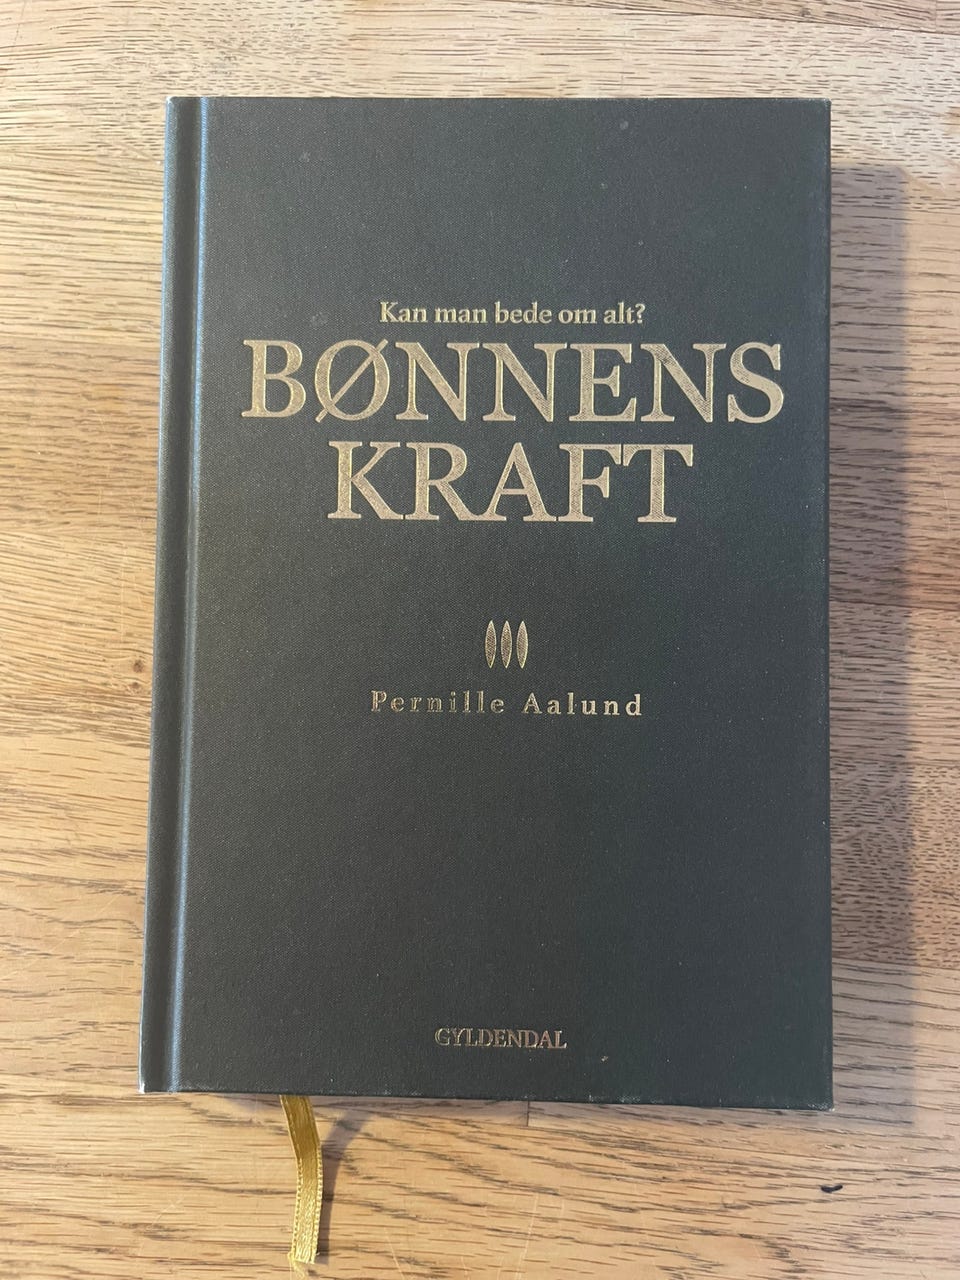 Kan man bede om alt?
BØNNENS
KRAFT
Pernille Aalund
GYLDENDAL